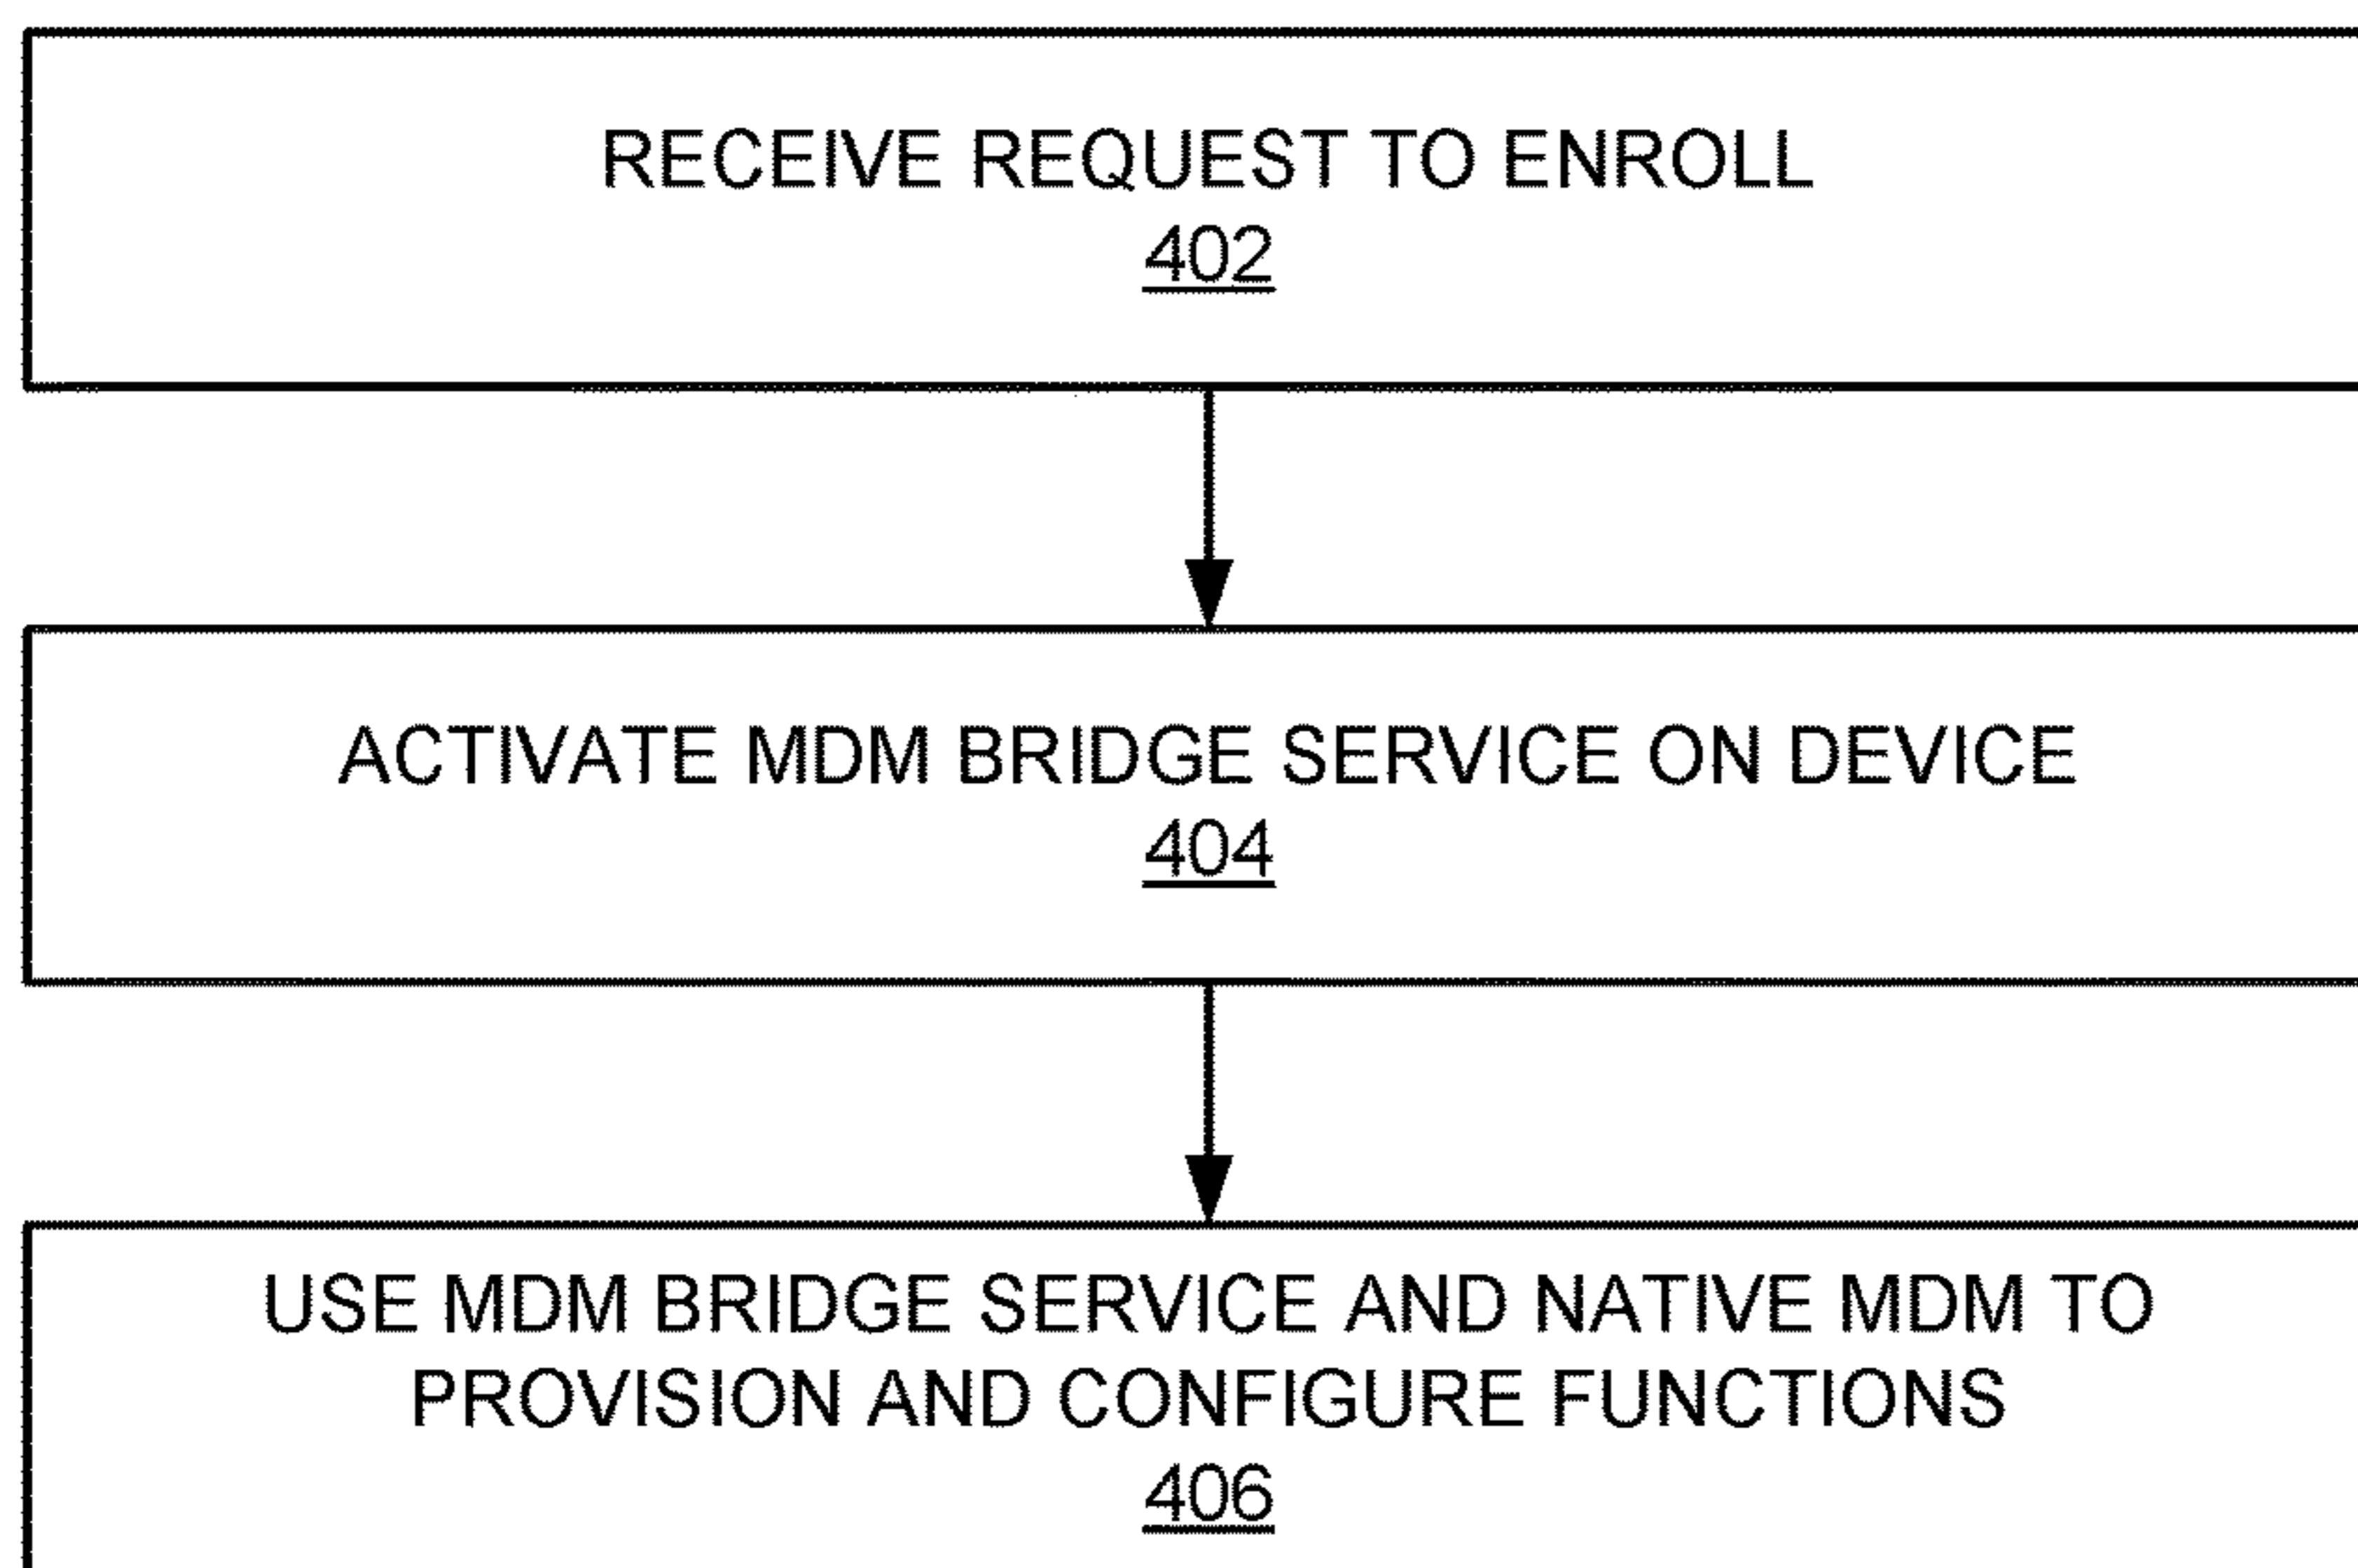 RECEIVE REQUEST TO ENROLL
402
ACTIVATE MDM BRIDGE SERVICE ON DEVICE
404
USE MDM BRIDGE SERVICE AND NATIVE MDM TO
PROVISION AND CONFIGURE FUNCTIONS
406